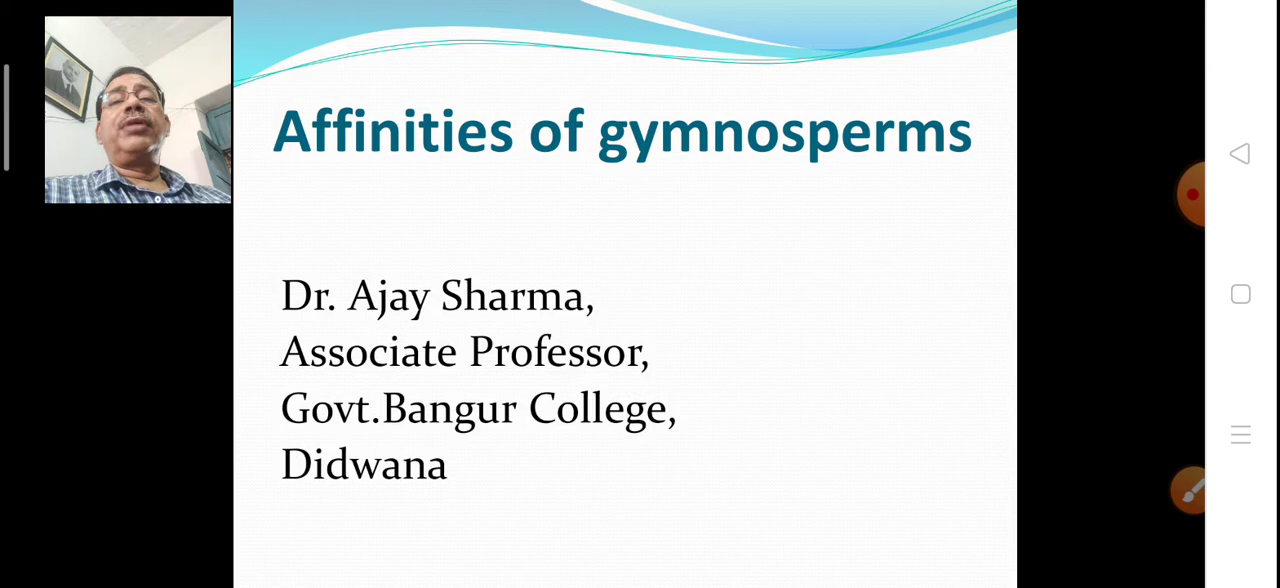 Affinities of gymnosperms
Dr. Ajay Sharma,
Associate Professor,
Govt.Bangur College,
Didwana